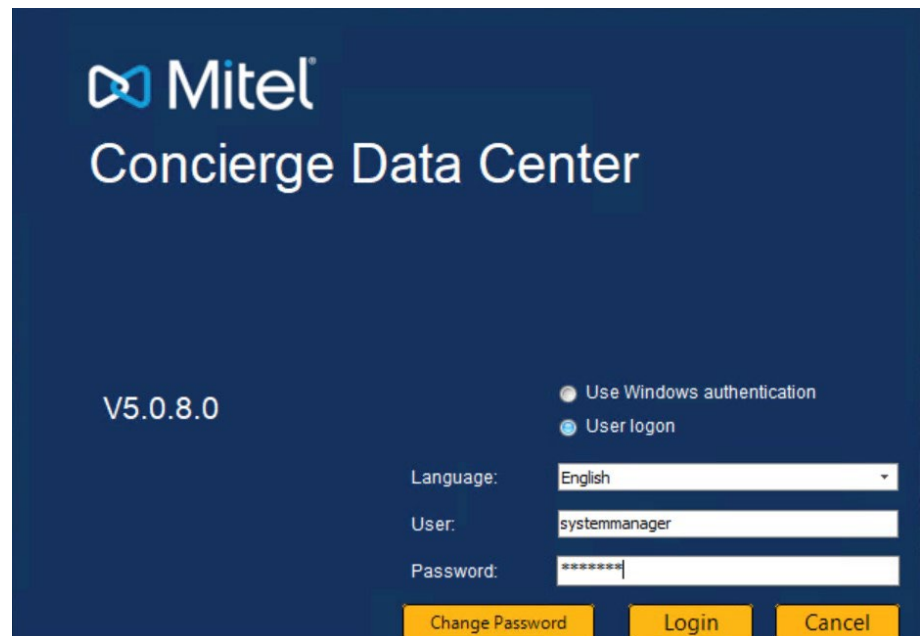 Mitel
Concierge Data Center
V5.0.8.0
Use Windows authentication
User logon
Language:
English
User:
systemmanager
Password:
*******
Change Password
Login
Cancel